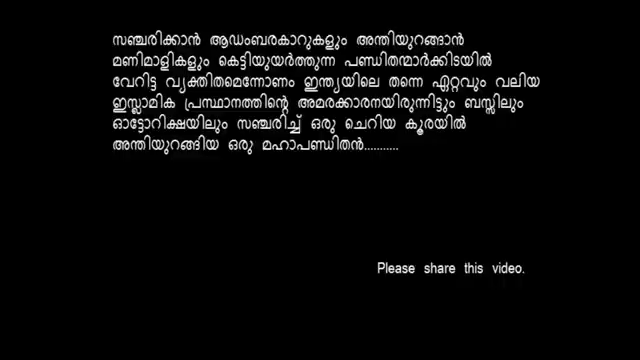 സഞ്ചരിക്കാൻ ആഡംബരകാറുകളും അന്തിയുറങ്ങാൻ
മണിമാളികളും കെട്ടിയുയർത്തുന്ന പണ്ഡിതന്മാർക്കിടയിൽ
വേറിട്ട വ്യക്തിതമെന്നോണം ഇന്ത്യയിലെ തന്നെ ഏറ്റവും വലിയ
ഇസ്ലാമിക പ്രസ്ഥാനത്തിന്റെ അമരക്കാരനയിരുന്നിട്ടും ബസ്സിലും
ഓട്ടോറിക്ഷയിലും സഞ്ചരിച്ച് ഒരു ചെറിയ കൂരയിൽ
അന്തിയുറങ്ങിയ ഒരു മഹാപണ്ഡിതൻ...........
Please share this video.